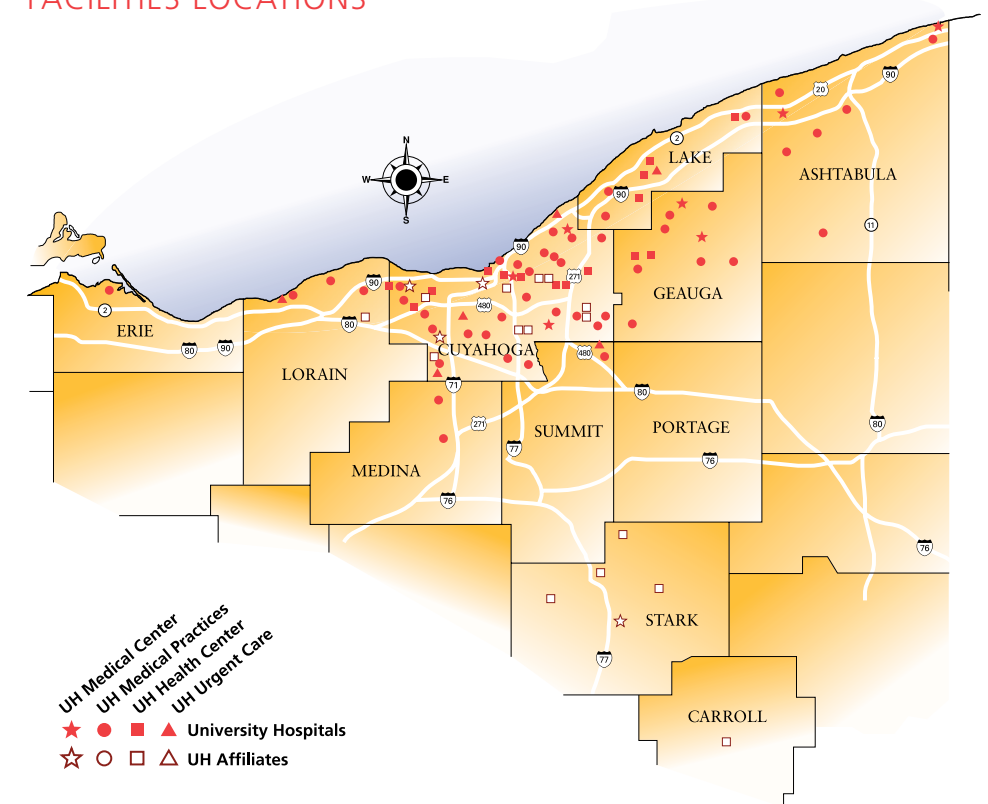 FACILITIES LOCATIONS
N
W
E
S
90
20
2
LAKE
ASHTABULA
90
11
90
271
GEAUGA
90
2
480
ERIE
80
80
90
CUYAHOGA
480
LORAIN
71
80
271
SUMMIT
PORTAGE
80
77
76
MEDINA
76
76
STARK
77
CARROLL
UH Medical Center
UH Medical Practices
UH Health Center
UH Urgent Care
University Hospitals
UH Affiliates